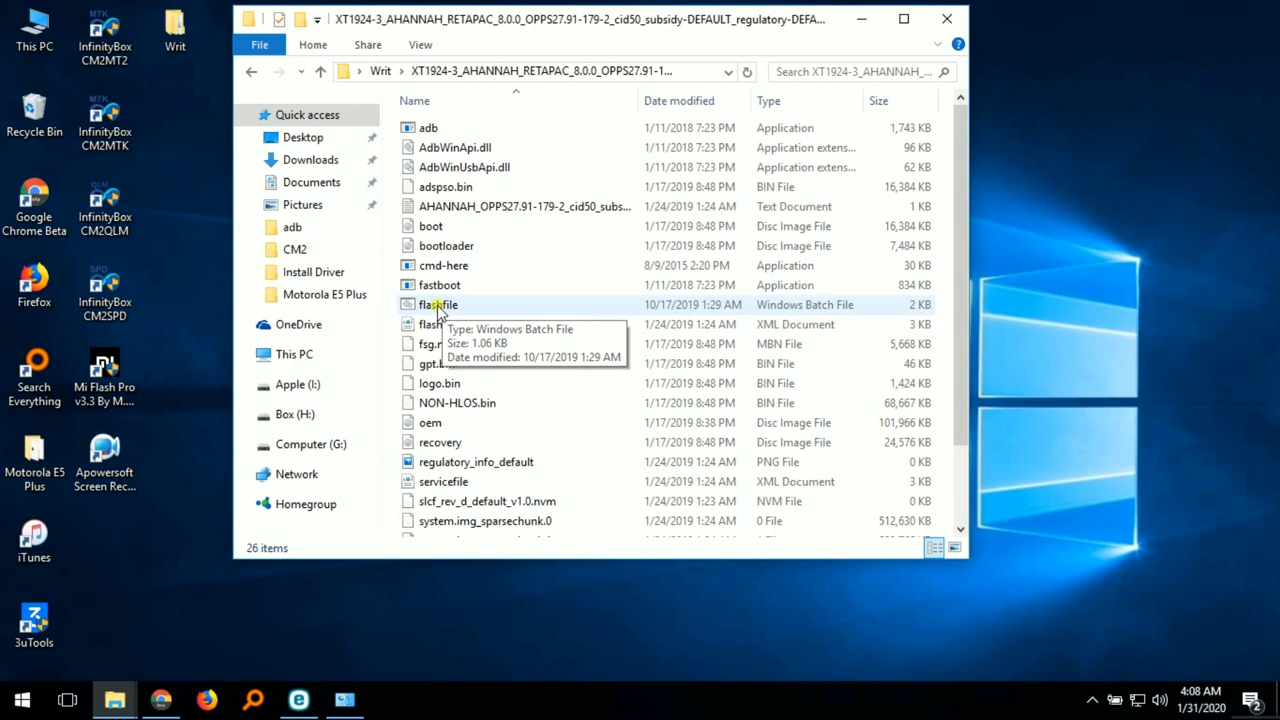 This PC
InfinityBox
CM2MT2
Writ
Recycle Bin
InfinityBox
CM2MTK
Google
Chrome Beta
InfinityBox
CM2QLM
Firefox
InfinityBox
CM2SPD
Search
Everything
Mi Flash Pro
v3.3 By M....
Motorola E5
Plus
Apowersoft
Screen Rec...
iTunes
3uTools
MTK
MTK
QLM
SPD
XT1924-3_AHANNAH_RETAPAC_8.0.0_OPPS27.91-179-2_cid50_subsidy-DEFAULT_regulatory-DEFA...
File Home Share View
Writ XT1924-3_AHANNAH_RETAPAC_8.0.0_OPPS27.91-1...
Search XT1924-3_AHANNAH_...
Quick access
Desktop
Downloads
Documents
Pictures
adb
CM2
Install Driver
Motorola E5 Plus
OneDrive
This PC
Apple (I:)
Box (H:)
Computer (G:)
Network
Homegroup
Name Date modified Type Size
adb 1/11/2018 7:23 PM Application 1,743 KB
AdbWinApi.dll 1/11/2018 7:23 PM Application extens... 96 KB
AdbWinUsbApi.dll 1/11/2018 7:23 PM Application extens... 62 KB
adspso.bin 1/17/2019 8:48 PM BIN File 16,384 KB
AHANNAH_OPPS27.91-179-2_cid50_subs... 1/24/2019 1:24 AM Text Document 1 KB
boot 1/17/2019 8:48 PM Disc Image File 16,384 KB
bootloader 1/17/2019 8:48 PM Disc Image File 7,484 KB
cmd-here 8/9/2015 2:20 PM Application 30 KB
fastboot 1/11/2018 7:23 PM Application 834 KB
flashfile 10/17/2019 1:29 AM Windows Batch File 2 KB
flash 1/24/2019 1:24 AM XML Document 3 KB
fsg. 1/17/2019 8:48 PM MBN File 5,668 KB
gpt. 1/17/2019 8:48 PM BIN File 46 KB
logo.bin 1/17/2019 8:48 PM BIN File 1,424 KB
NON-HLOS.bin 1/17/2019 8:48 PM BIN File 68,667 KB
oem 1/17/2019 8:38 PM Disc Image File 101,966 KB
recovery 1/17/2019 8:48 PM Disc Image File 24,576 KB
regulatory_info_default 1/24/2019 1:24 AM PNG File 0 KB
servicefile 1/24/2019 1:24 AM XML Document 3 KB
slcf_rev_d_default_v1.0.nvm 1/24/2019 1:23 AM NVM File 0 KB
system.img_sparsechunk.0 1/24/2019 1:24 AM 0 File 512,630 KB
Type: Windows Batch File
Size: 1.06 KB
Date modified: 10/17/2019 1:29 AM
26 items
4:08 AM
1/31/2020
2